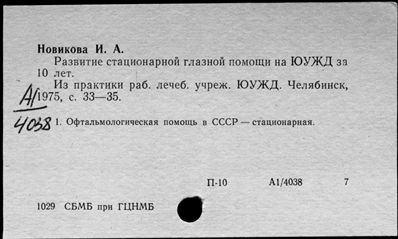 Новикова И. А.
Развитие стационарной глазной помощи на ЮУЖД за
10 лет.
Из практики раб. лечеб. учреж. ЮУЖД. Челябинск,
1975, с. 33—35.
А1/
4038
1. Офтальмологическая помощь в СССР — стационарная.
П-10 А1/4038 7
1029 СБМБ при ГЦНМБ